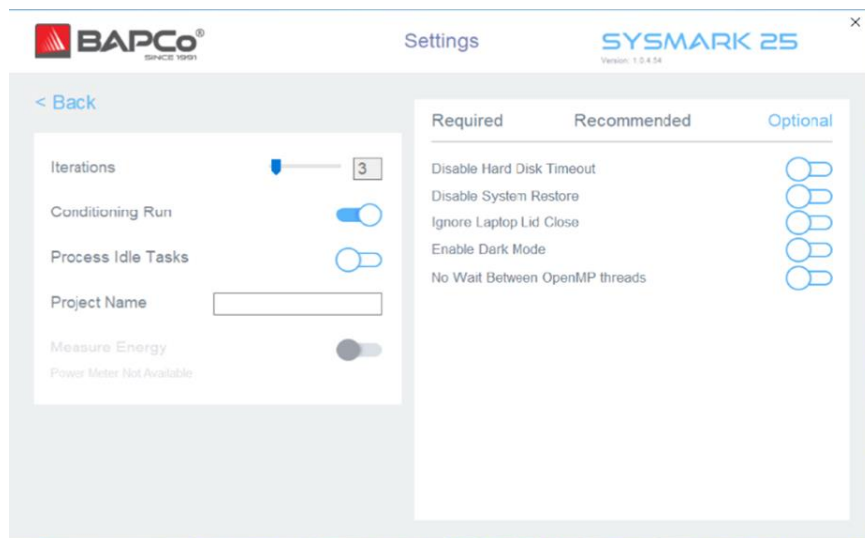 BAPCo®
SINCE 1991
Settings
SYSMARK 25
Version: 1.0.4.54
×
< Back
Iterations
3
Conditioning Run
Process Idle Tasks
Project Name
Measure Energy
Power Meter Not Available
Required Recommended Optional
Disable Hard Disk Timeout
Disable System Restore
Ignore Laptop Lid Close
Enable Dark Mode
No Wait Between OpenMP threads